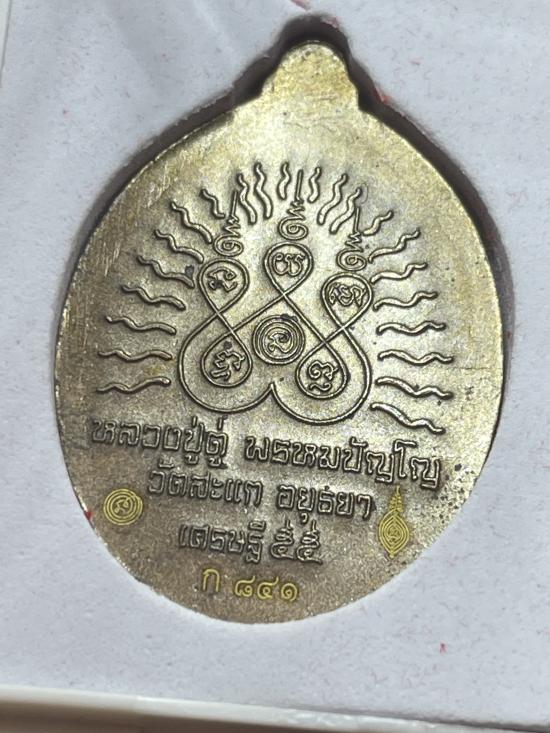 หลวงปู่ดู่ พรหมปัญโญ
วัดสะแก อยุธยา
เศรษฐี ๕๕
ก ๘๔๑